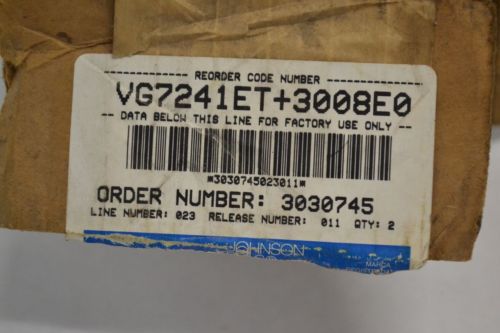 REORDER CODE NUMBER
VG7241ET+3008E0
DATA BELOW THIS LINE FOR FACTORY USE ONLY
*3030745023011*
ORDER NUMBER: 3030745
LINE NUMBER: 023 RELEASE NUMBER: 011 QTY: 2
JOHNSON
MARCA